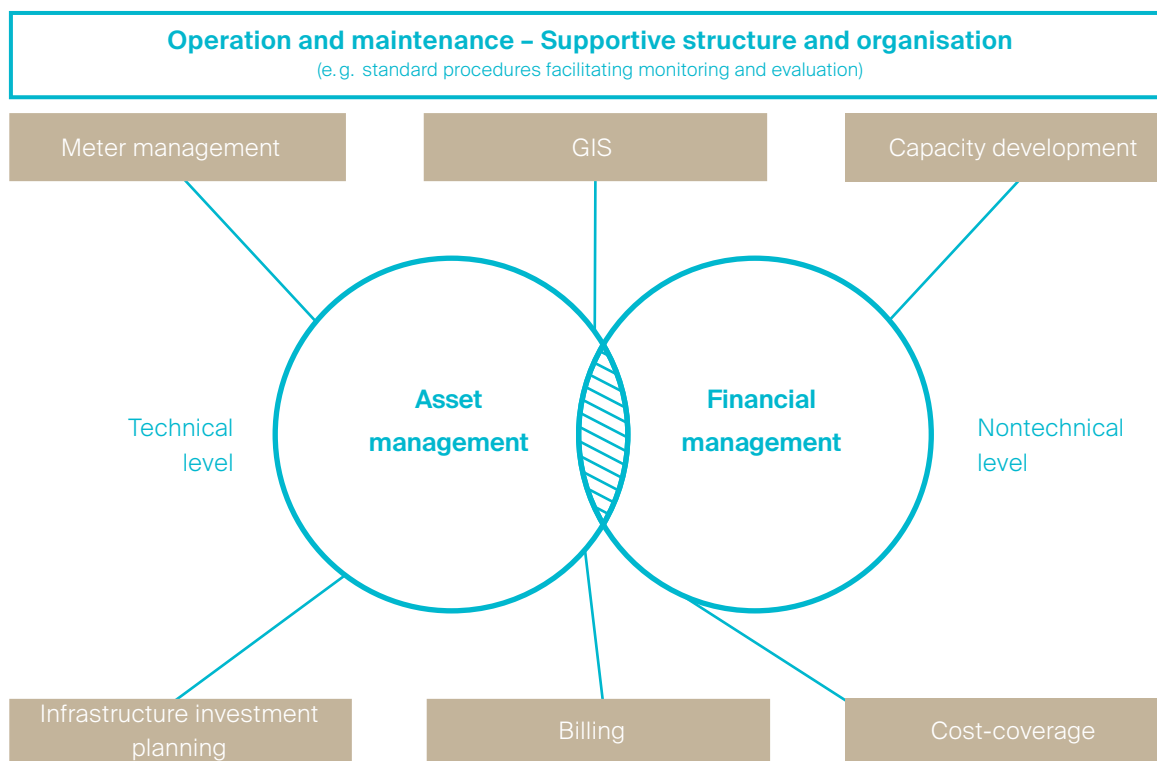 Operation and maintenance – Supportive structure and organisation
(e. g. standard procedures facilitating monitoring and evaluation)
Meter management
GIS
Capacity development
Asset
management
Financial
management
Technical
level
Nontechnical
level
Infrastructure investment
planning
Billing
Cost-coverage